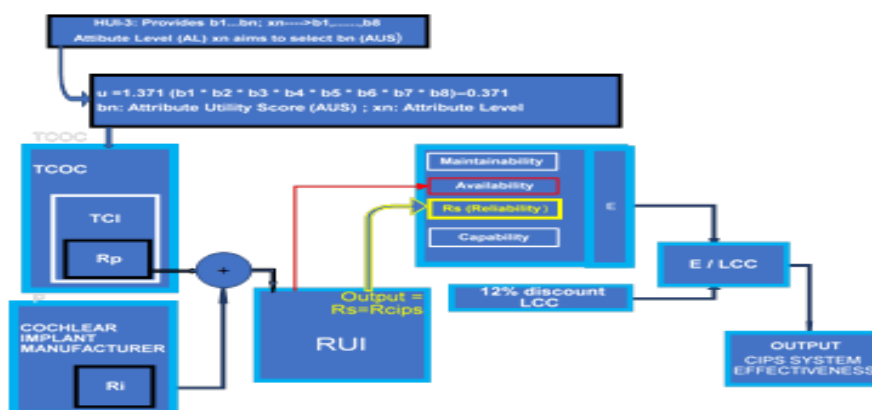 HUI-3: Provides b1...bn; xn---->b1,......,b8
Attibute Level (AL) xn aims to select bn (AUS)
u =1.371 (b1 * b2 * b3 * b4 * b5 * b6 * b7 * b8)–0.371
bn: Attribute Utility Score (AUS) ; xn: Attribute Level
TCOC
TCOC
TCI
Rp
P
COCHLEAR
IMPLANT
MANUFACTURER
Ri
+
Output =
Rs=Rcips
RUI
Maintainability
Availability
Rs (Reliability)
Capability
E
12% discount
LCC
E / LCC
OUTPUT
CIPS SYSTEM
EFFECTIVENESS